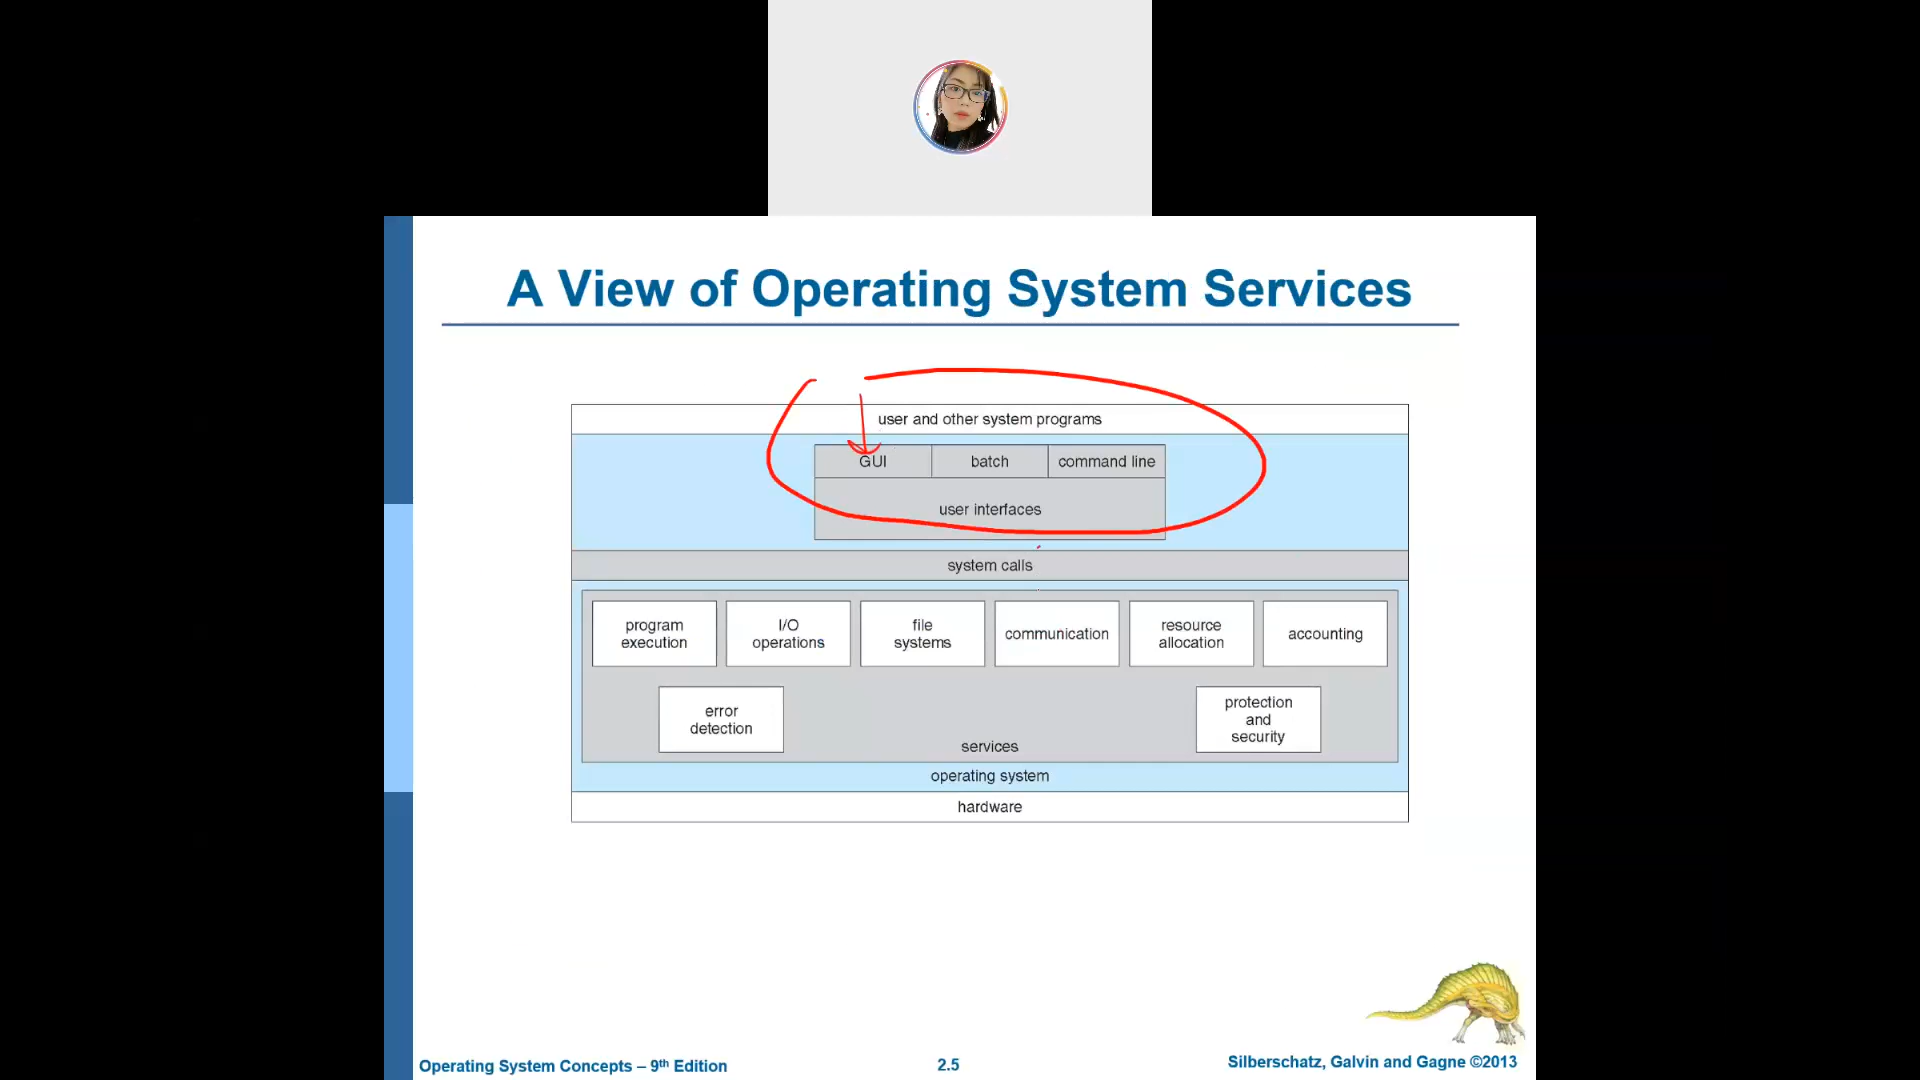 A View of Operating System Services
user and other system programs
GUI batch command line
user interfaces
system calls
program
execution
I/O
operations
file
systems
communication
resource
allocation
accounting
error
detection
protection
and
security
services
operating system
hardware
Operating System Concepts – 9th Edition
2.5
Silberschatz, Galvin and Gagne ©2013